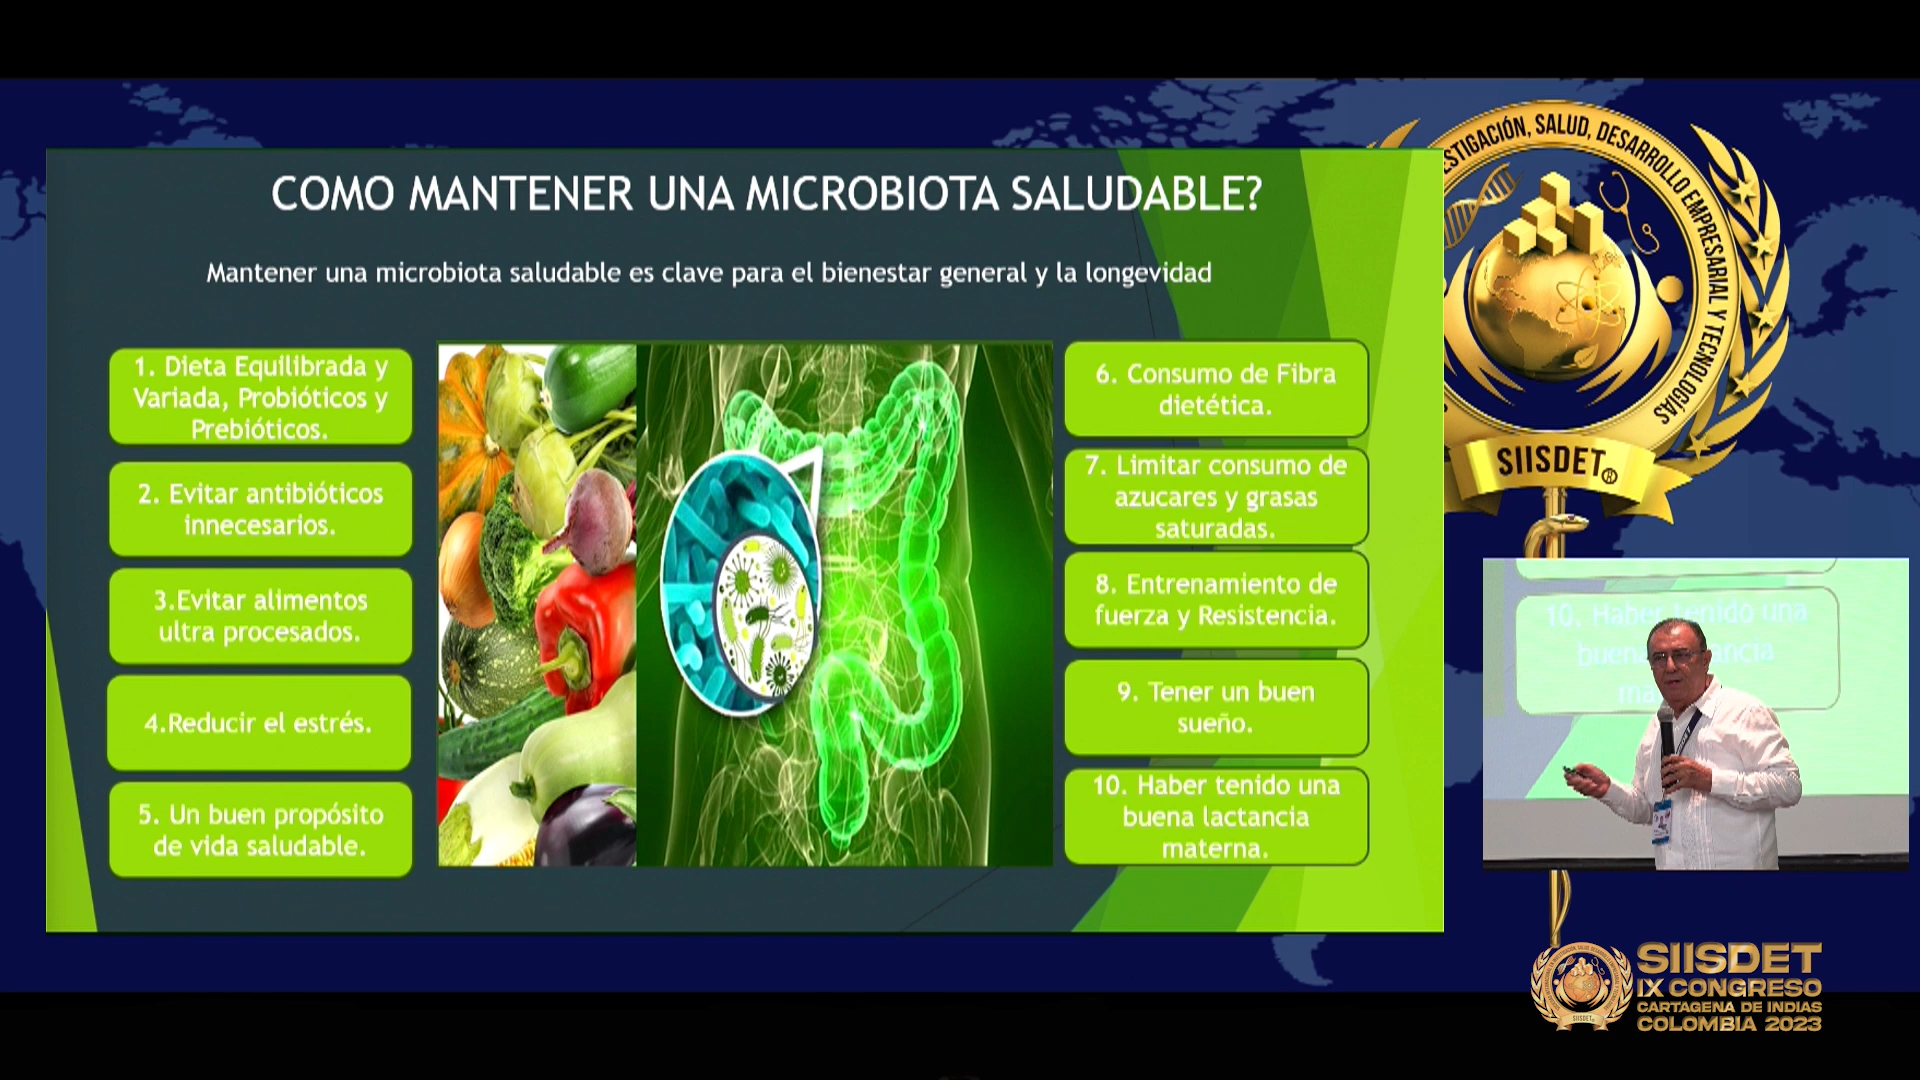 COMO MANTENER UNA MICROBIOTA SALUDABLE?
Mantener una microbiota saludable es clave para el bienestar general y la longevidad
1. Dieta Equilibrada y
Variada, Probióticos y
Prebióticos.
2. Evitar antibióticos
innecesarios.
3.Evitar alimentos
ultra procesados.
4.Reducir el estrés.
5. Un buen propósito
de vida saludable.
6. Consumo de Fibra
dietética.
7. Limitar consumo de
azucares y grasas
saturadas.
8. Entrenamiento de
fuerza y Resistencia.
9. Tener un buen
sueño.
10. Haber tenido una
buena lactancia
materna.
SALUD, DESARROLLO EMPRESARIAL Y TECNOLOGÍAS
SIISDET®
10. Haber tenido una
SIISDET
IX CONGRESO
CARTAGENA DE INDIAS
COLOMBIA 2023